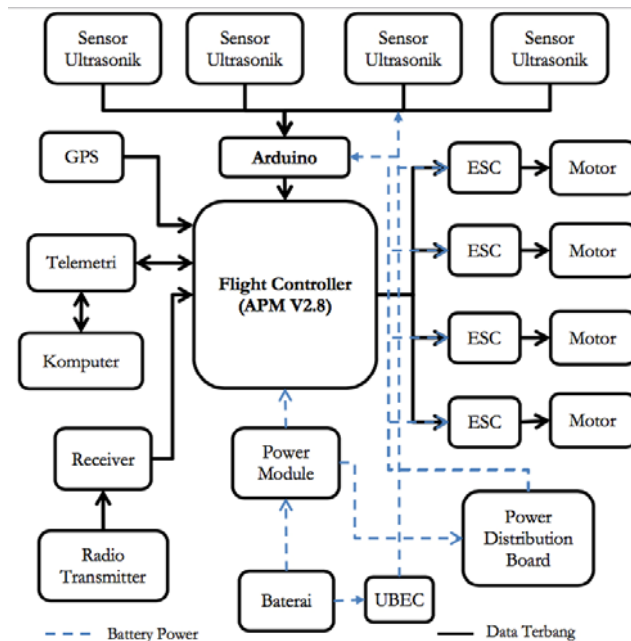 Sensor
Ultrasonik
Sensor
Ultrasonik
Sensor
Ultrasonik
Sensor
Ultrasonik
GPS
Arduino
ESC
Motor
Telemetri
Flight Controller
(APM V2.8)
ESC
Motor
Komputer
ESC
Motor
Receiver
Power
Module
ESC
Motor
Radio
Transmitter
Baterai
UBEC
Power
Distribution
Board
Battery Power
Data Terbang